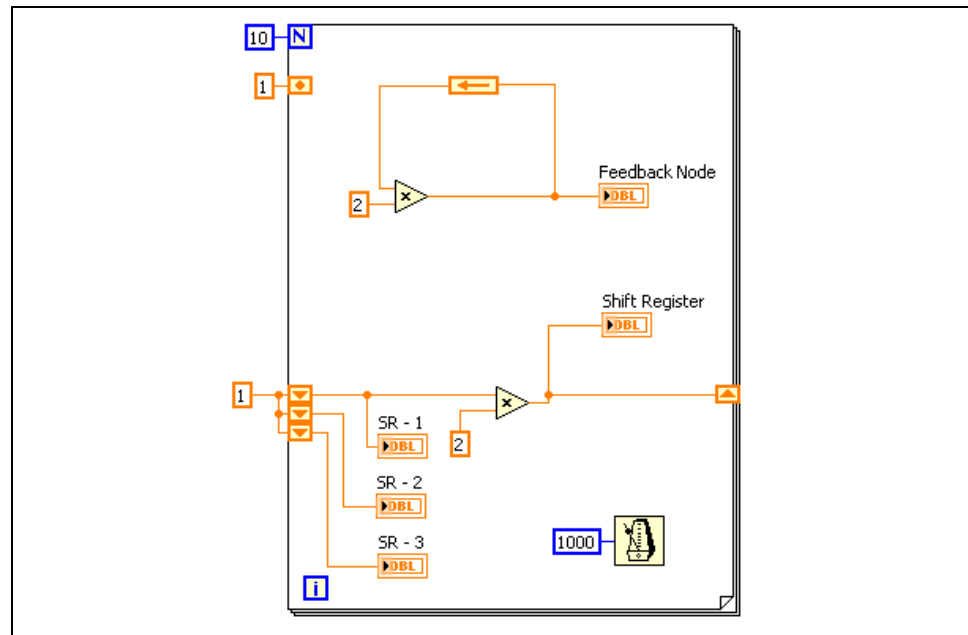 10 N
1
Feedback Node
DBL
2
×
Shift Register
DBL
1
×
SR - 1
DBL
2
SR - 2
DBL
1000
SR - 3
DBL
i